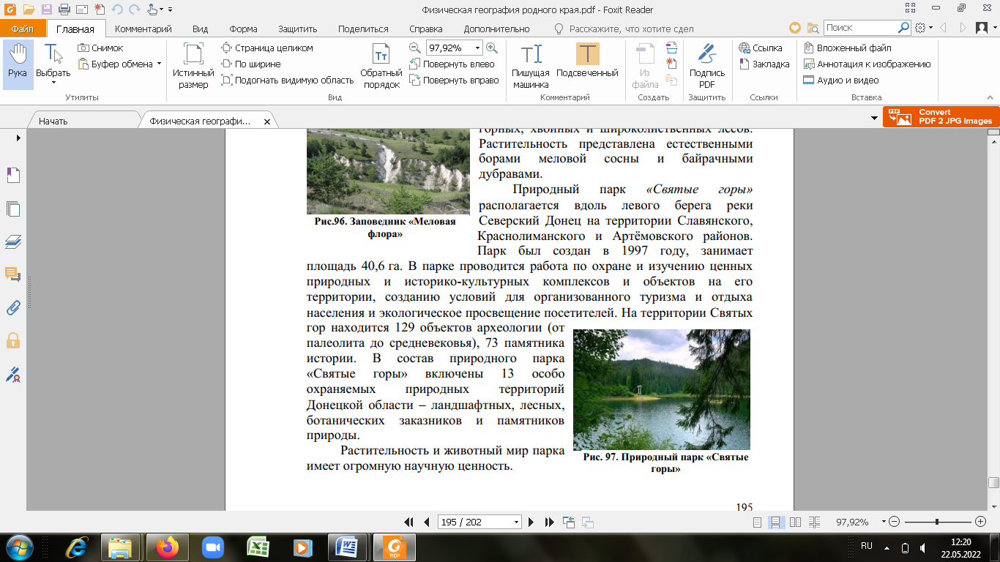 Физическая география родного края.pdf - Foxit Reader
Файл
Главная
Комментарий
Вид
Форма
Защитить
Поделиться
Справка
Дополнительно
Расскажите, что хотите сделать
Поиск
Рука
Выбрать
Снимок
Буфер обмена
Утилиты
Истинный размер
Страница целиком
По ширине
Подогнать видимую область
Обратный порядок
97,92%
Повернуть влево
Повернуть вправо
Вид
Пишущая машинка
Подсвеченный
Комментарий
Из файла
Создать
Подпись PDF
Защитить
Ссылка
Закладка
Ссылки
Вложенный файл
Аннотация к изображению
Аудио и видео
Вставка
Начать
Физическая географи...
Convert
PDF 2 JPG Images
горных, хвойных и широколиственных лесов.
Растительность представлена естественными
борами меловой сосны и байрачными
дубравами.
Рис.96. Заповедник «Меловая
флора»
Природный парк «Святые горы»
располагается вдоль левого берега реки
Северский Донец на территории Славянского,
Краснолиманского и Артёмовского районов.
Парк был создан в 1997 году, занимает
площадь 40,6 га. В парке проводится работа по охране и изучению ценных
природных и историко-культурных комплексов и объектов на его
территории, созданию условий для организованного туризма и отдыха
населения и экологическое просвещение посетителей. На территории Святых
гор находится 129 объектов археологии (от
палеолита до средневековья), 73 памятника
истории. В состав природного парка
«Святые горы» включены 13 особо
охраняемых природных территорий
Донецкой области – ландшафтных, лесных,
ботанических заказников и памятников
природы.
Растительность и животный мир парка
имеет огромную научную ценность.
Рис. 97. Природный парк «Святые
горы»
195
195 / 202
97,92%
RU
12:20
22.05.2022